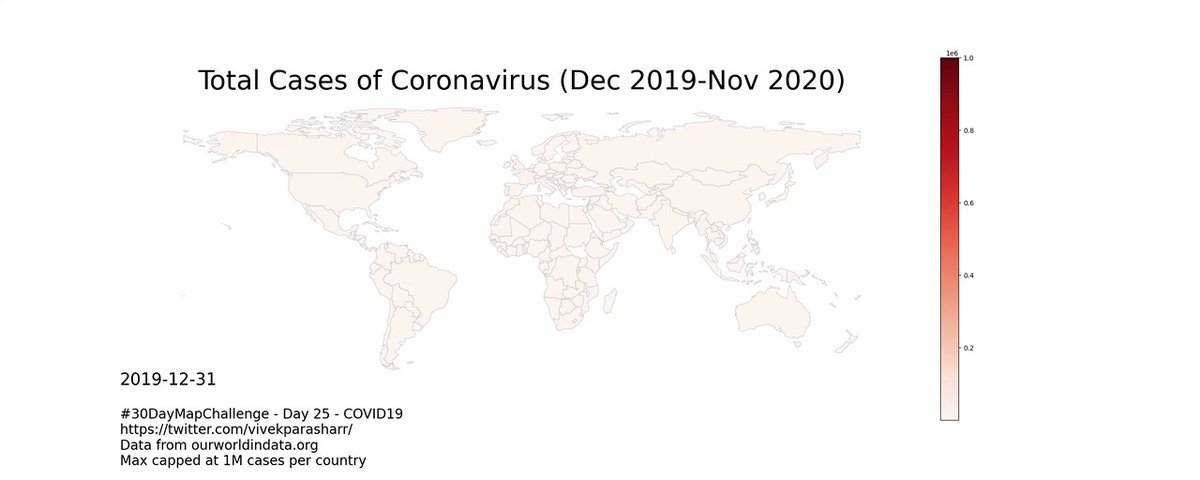 Total Cases of Coronavirus (Dec 2019-Nov 2020)
1e6
1.0
0.8
0.6
0.4
0.2
2019-12-31
#30DayMapChallenge - Day 25 - COVID19
https://twitter.com/vivekparasharr/
Data from ourworldindata.org
Max capped at 1M cases per country